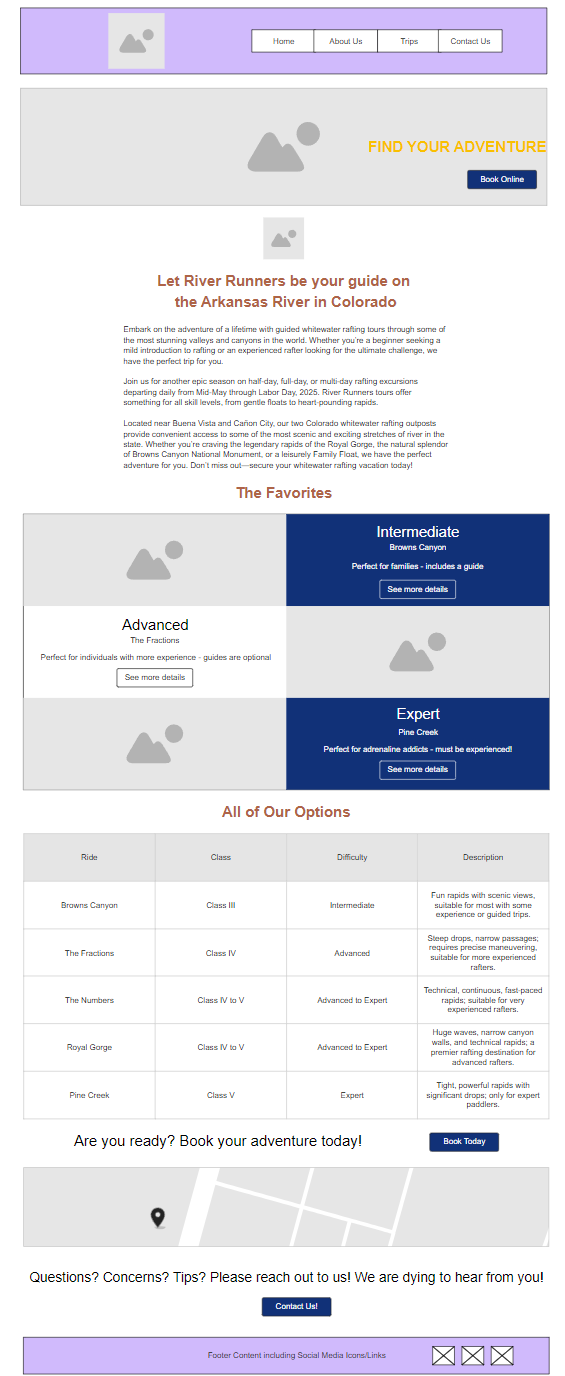 Home About Us Trips Contact Us
FIND YOUR ADVENTURE
Book Online
Let River Runners be your guide on
the Arkansas River in Colorado
Embark on the adventure of a lifetime with guided whitewater rafting tours through some of
the most stunning valleys and canyons in the world. Whether you're a beginner seeking a
mild introduction to rafting or an experienced rafter looking for the ultimate challenge, we
have the perfect trip for you.
Join us for another epic season on half-day, full-day, or multi-day rafting excursions
departing daily from Mid-May through Labor Day, 2025. River Runners tours offer
something for all skill levels, from gentle floats to heart-pounding rapids.
Located near Buena Vista and Cañon City, our two Colorado whitewater rafting outposts
provide convenient access to some of the most scenic and exciting stretches of river in the
state. Whether you're craving the legendary rapids of the Royal Gorge, the natural splendor
of Browns Canyon National Monument, or a leisurely Family Float, we have the perfect
adventure for you. Don't miss out—secure your whitewater rafting vacation today!
The Favorites
Intermediate
Browns Canyon
Perfect for families - includes a guide
See more details
Advanced
The Fractions
Perfect for individuals with more experience - guides are optional
See more details
Expert
Pine Creek
Perfect for adrenaline addicts - must be experienced!
See more details
All of Our Options
Ride Class Difficulty Description
Browns Canyon Class III Intermediate
Fun rapids with scenic views,
suitable for most with some
experience or guided trips.
The Fractions Class IV Advanced
Steep drops, narrow passages;
requires precise maneuvering,
suitable for more experienced
rafters.
The Numbers Class IV to V Advanced to Expert
Technical, continuous, fast-paced
rapids; suitable for very
experienced rafters.
Royal Gorge Class IV to V Advanced to Expert
Huge waves, narrow canyon
walls, and technical rapids; a
premier rafting destination for
advanced rafters.
Pine Creek Class V Expert
Tight, powerful rapids with
significant drops; only for expert
paddlers.
Are you ready? Book your adventure today! Book Today
Questions? Concerns? Tips? Please reach out to us! We are dying to hear from you!
Contact Us!
Footer Content including Social Media Icons/Links